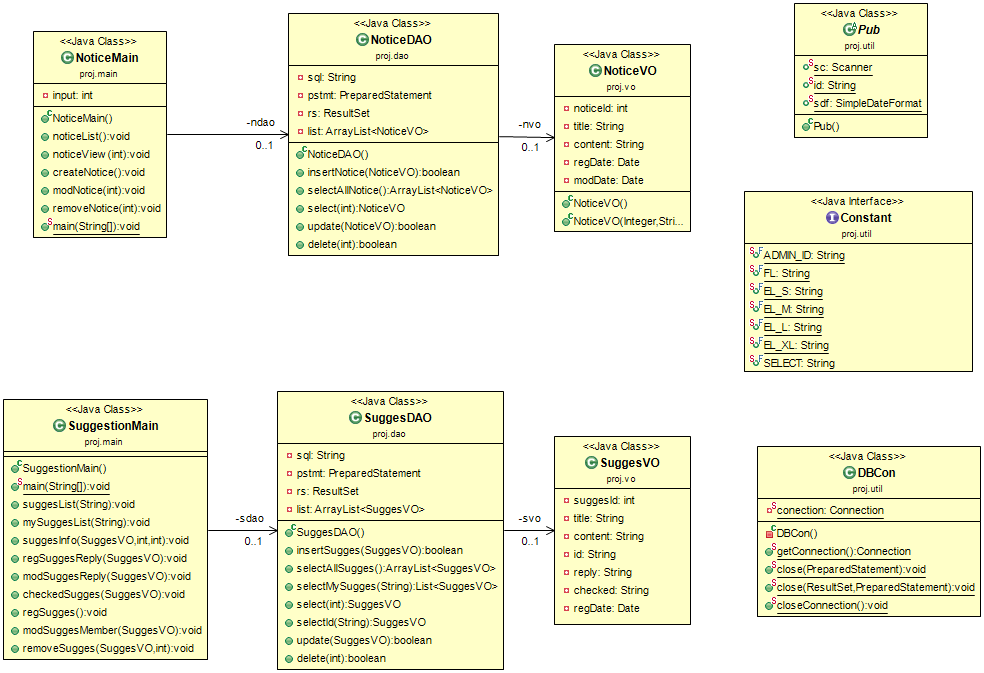 <<Java Class>>
NoticeMain
proj.main
input: int
NoticeMain()
noticeList():void
noticeView (int):void
createNotice():void
modNotice(int):void
removeNotice(int):void
main(String[]):void
-ndao
0..1
<<Java Class>>
NoticeDAO
proj.dao
sql: String
pstmt: PreparedStatement
rs: ResultSet
list: ArrayList<NoticeVO>
NoticeDAO()
insertNotice(NoticeVO):boolean
selectAllNotice():ArrayList<NoticeVO>
select(int):NoticeVO
update(NoticeVO):boolean
delete(int):boolean
-nvo
0..1
<<Java Class>>
NoticeVO
proj.vo
noticeId: int
title: String
content: String
regDate: Date
modDate: Date
NoticeVO()
NoticeVO(Integer,Stri...
<<Java Class>>
Pub
proj.util
sc: Scanner
id: String
sdf: SimpleDateFormat
Pub()
<<Java Interface>>
Constant
proj.util
ADMIN_ID: String
FL: String
EL_S: String
EL_M: String
EL_L: String
EL_XL: String
SELECT: String
<<Java Class>>
SuggestionMain
proj.main
SuggestionMain()
main(String[]):void
suggesList(String):void
mySuggesList(String):void
suggesInfo(SuggesVO,int,int):void
regSuggesReply(SuggesVO):void
modSuggesReply(SuggesVO):void
checkedSugges(SuggesVO):void
regSugges():void
modSuggesMember(SuggesVO):void
removeSugges(SuggesVO,int):void
-sdao
0..1
<<Java Class>>
SuggesDAO
proj.dao
sql: String
pstmt: PreparedStatement
rs: ResultSet
list: ArrayList<SuggesVO>
SuggesDAO()
insertSugges(SuggesVO):boolean
selectAllSugges():ArrayList<SuggesVO>
selectMySugges(String):List<SuggesVO>
select(int):SuggesVO
selectId(String):SuggesVO
update(SuggesVO):boolean
delete(int):boolean
-svo
0..1
<<Java Class>>
SuggesVO
proj.vo
suggesId: int
title: String
content: String
id: String
reply: String
checked: String
regDate: Date
<<Java Class>>
DBCon
proj.util
conection: Connection
DBCon()
getConnection():Connection
close(PreparedStatement):void
close(ResultSet,PreparedStatement):void
closeConnection():void